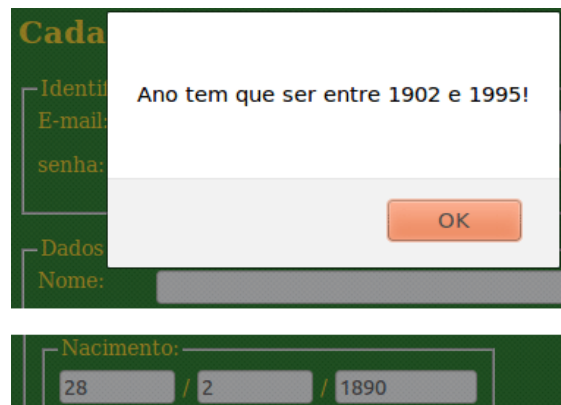 Cada
Identif
Ano tem que ser entre 1902 e 1995!
E-mail:
senha:
OK
Dados
Nome:
Nacimento:
28 / 2 / 1890